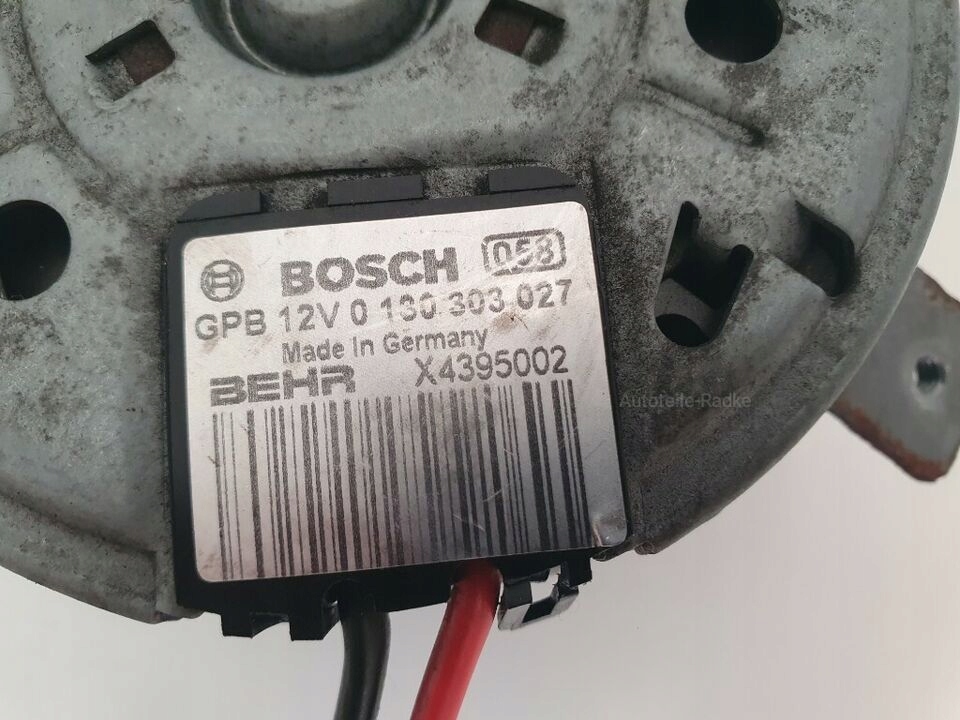 BOSCH 058
GPB 12V 0 130 303 027
Made In Germany
BEHR X4395002
Autoteile-Radke